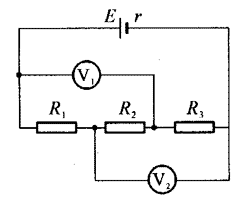 E r
V₁
R₁ R₂ R₃
V₂